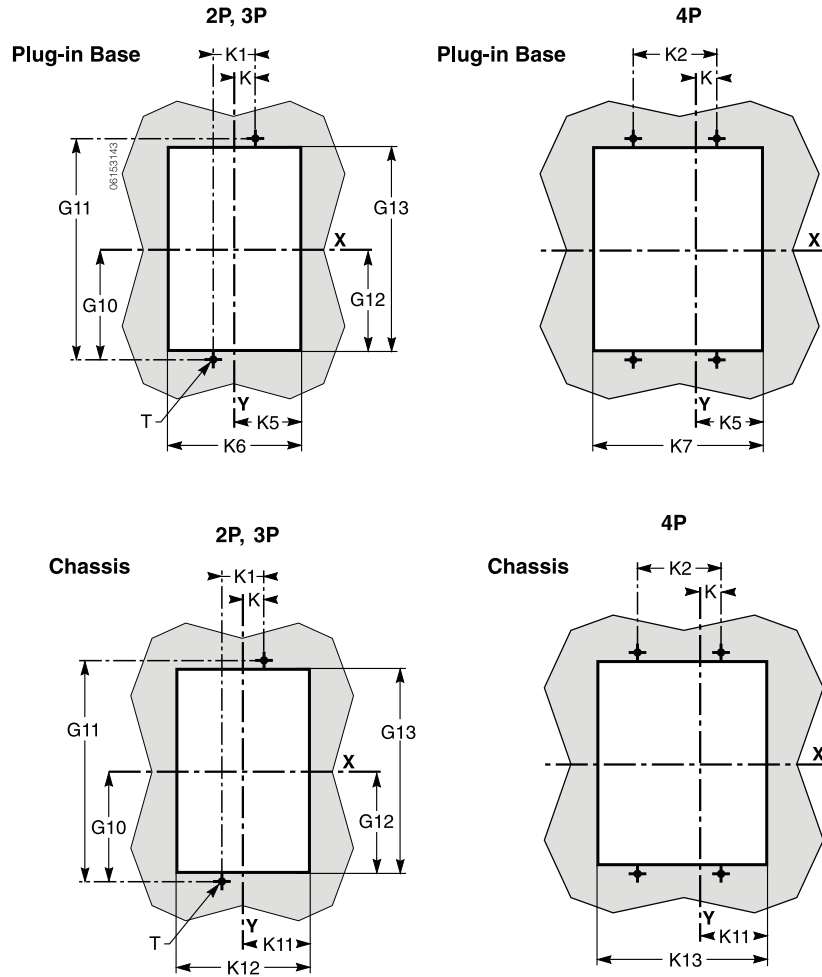 2P, 3P
Plug-in Base
K1
K
06153143
G11
G13
X
G10
G12
T
Y
K5
K6
4P
Plug-in Base
K2
K
X
Y
K5
K7
2P, 3P
Chassis
K1
K
G11
G13
X
G10
G12
T
Y
K11
K12
4P
Chassis
K2
K
X
Y
K11
K13